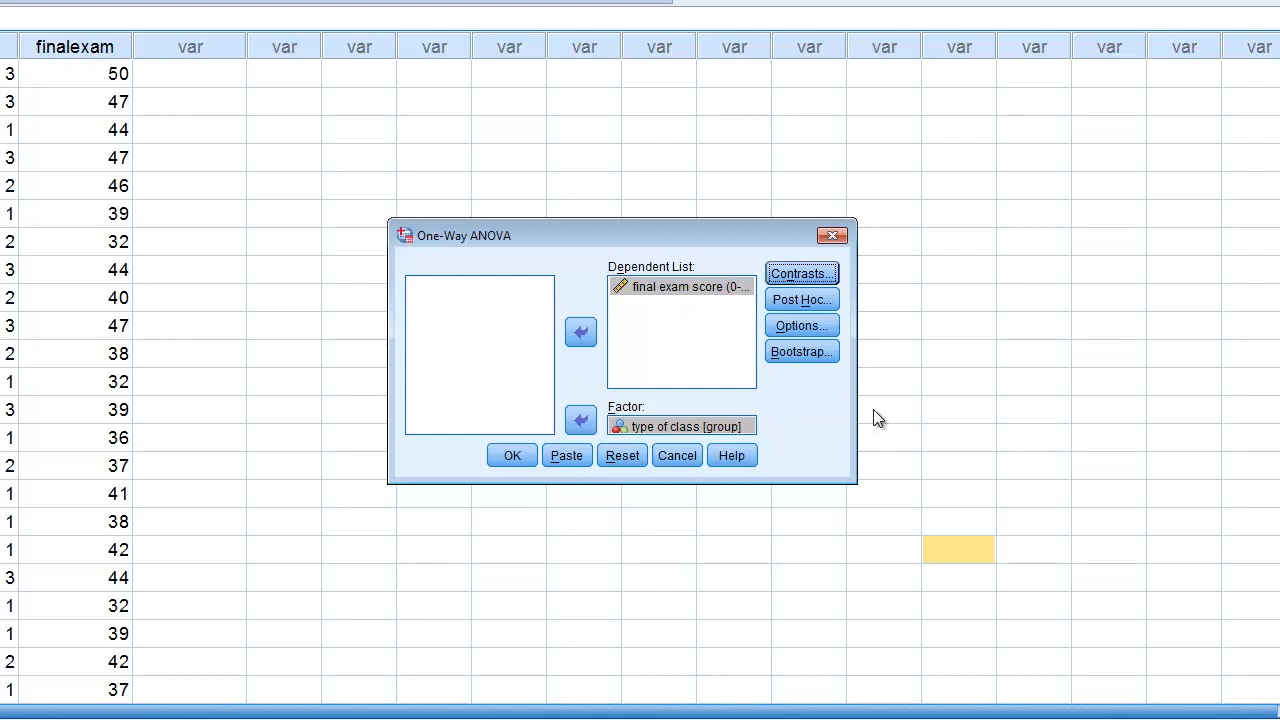 finalexam var var var var var var var var var var var var var var var
3 50
3 47
1 44
3 47
2 46
1 39
2 32
3 44
2 40
3 47
2 38
1 32
3 39
1 36
2 37
1 41
1 38
1 42
3 44
1 32
1 39
2 42
1 37
One-Way ANOVA
Dependent List:
final exam score (0-...
Contrasts...
Post Hoc...
Options...
Bootstrap...
Factor:
type of class [group]
OK Paste Reset Cancel Help